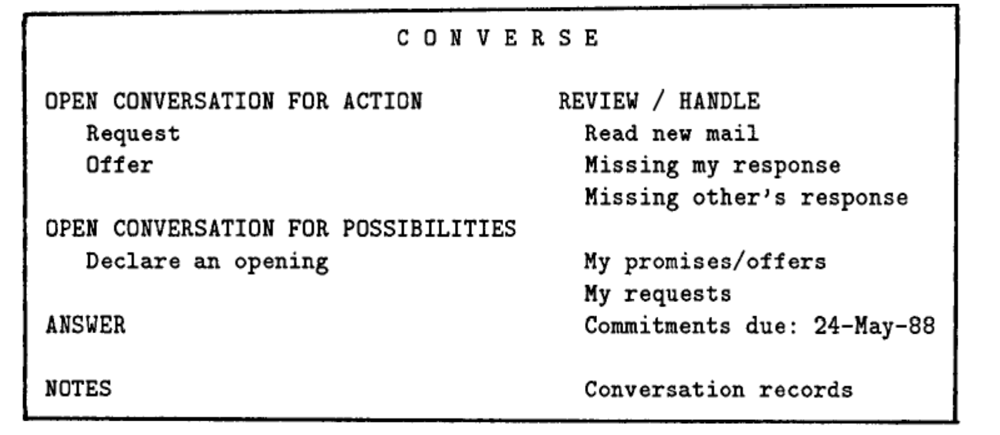 C O N V E R S E
OPEN CONVERSATION FOR ACTION
Request
Offer
OPEN CONVERSATION FOR POSSIBILITIES
Declare an opening
ANSWER
NOTES
REVIEW / HANDLE
Read new mail
Missing my response
Missing other's response
My promises/offers
My requests
Commitments due: 24-May-88
Conversation records